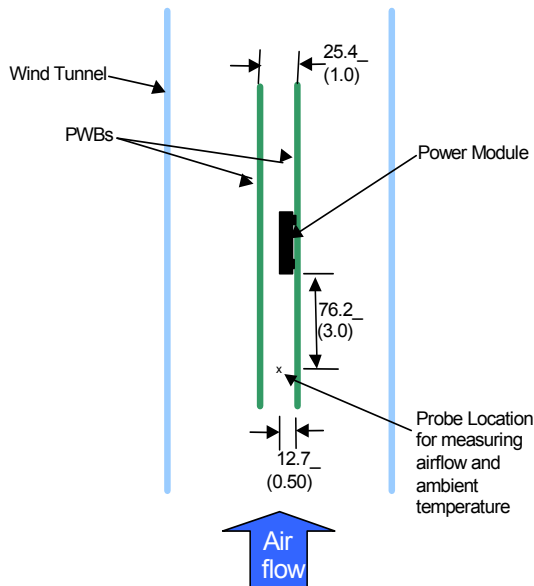 25.4_
(1.0)
Wind Tunnel
PWBs
Power Module
76.2_
(3.0)
x
Probe Location
for measuring
airflow and
ambient
temperature
12.7_
(0.50)
Air
flow